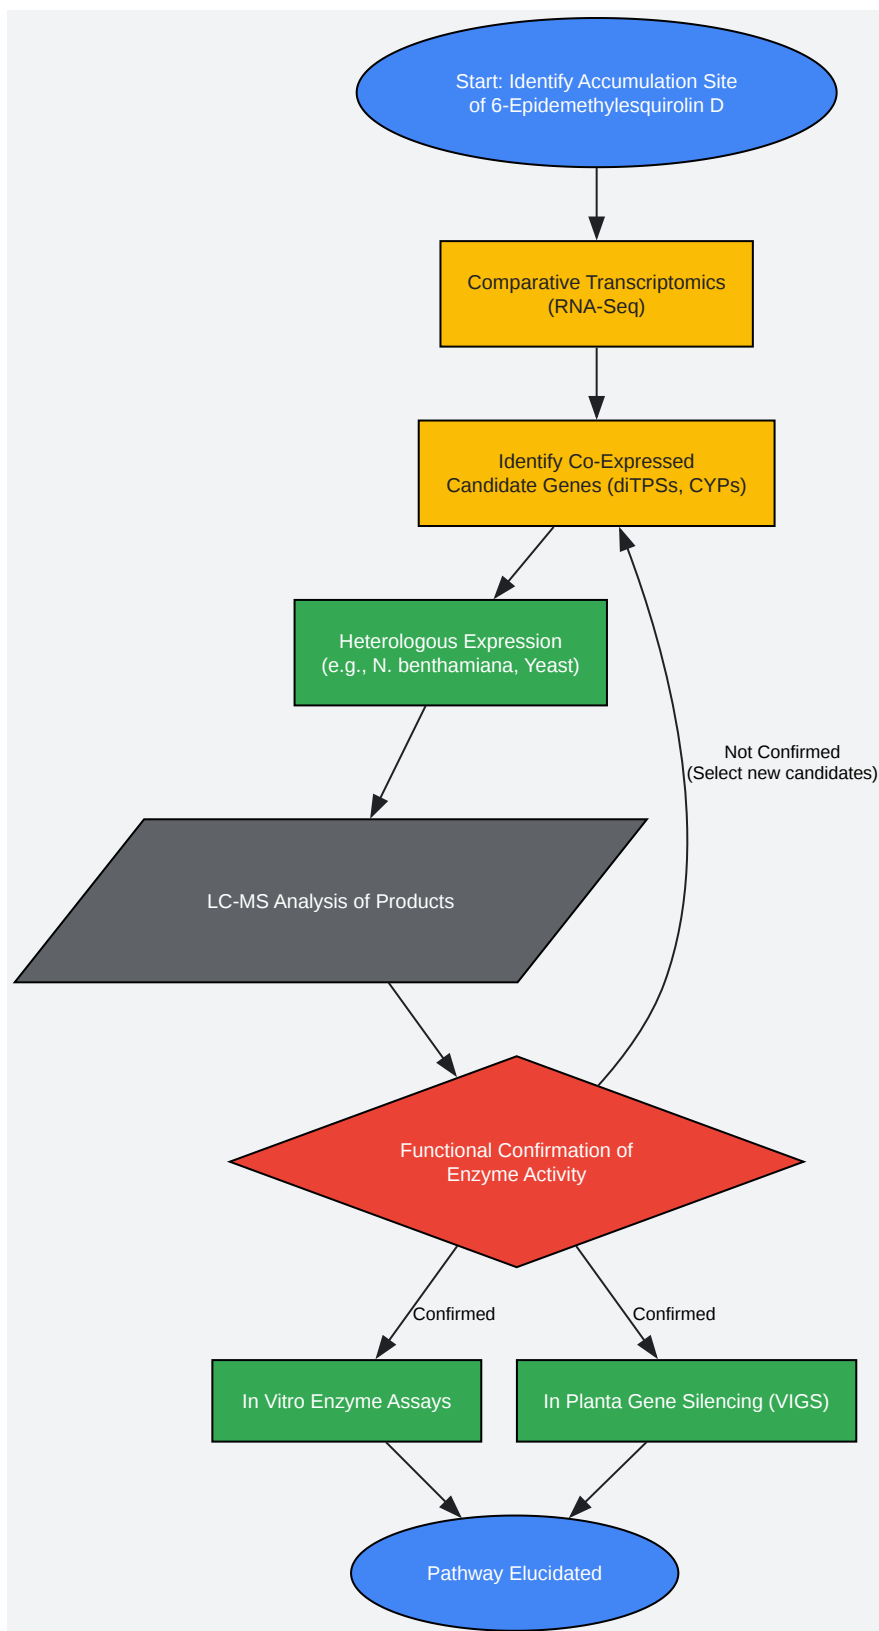 Start: Identify Accumulation Site
of 6-Epidemethylesquirolin D
Comparative Transcriptomics
(RNA-Seq)
Identify Co-Expressed
Candidate Genes (diTPSs, CYPs)
Heterologous Expression
(e.g., N. benthamiana, Yeast)
Not Confirmed
(Select new candidates)
LC-MS Analysis of Products
Functional Confirmation of
Enzyme Activity
Confirmed
Confirmed
In Vitro Enzyme Assays
In Planta Gene Silencing (VIGS)
Pathway Elucidated